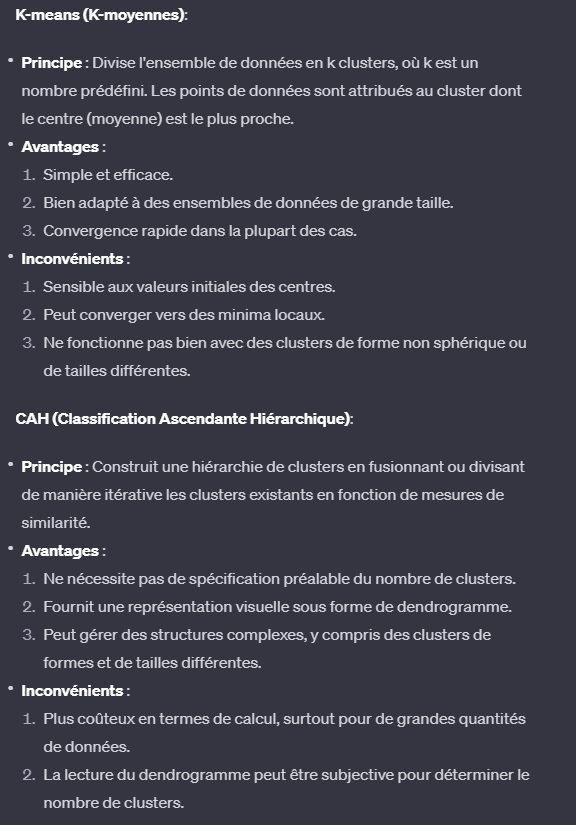 K-means (K-moyennes):
• Principe : Divise l'ensemble de données en k clusters, où k est un
nombre prédéfini. Les points de données sont attribués au cluster dont
le centre (moyenne) est le plus proche.
• Avantages :
1. Simple et efficace.
2. Bien adapté à des ensembles de données de grande taille.
3. Convergence rapide dans la plupart des cas.
• Inconvénients :
1. Sensible aux valeurs initiales des centres.
2. Peut converger vers des minima locaux.
3. Ne fonctionne pas bien avec des clusters de forme non sphérique ou
de tailles différentes.
CAH (Classification Ascendante Hiérarchique):
• Principe : Construit une hiérarchie de clusters en fusionnant ou divisant
de manière itérative les clusters existants en fonction de mesures de
similarité.
• Avantages :
1. Ne nécessite pas de spécification préalable du nombre de clusters.
2. Fournit une représentation visuelle sous forme de dendrogramme.
3. Peut gérer des structures complexes, y compris des clusters de
formes et de tailles différentes.
• Inconvénients :
1. Plus coûteux en termes de calcul, surtout pour de grandes quantités
de données.
2. La lecture du dendrogramme peut être subjective pour déterminer le
nombre de clusters.